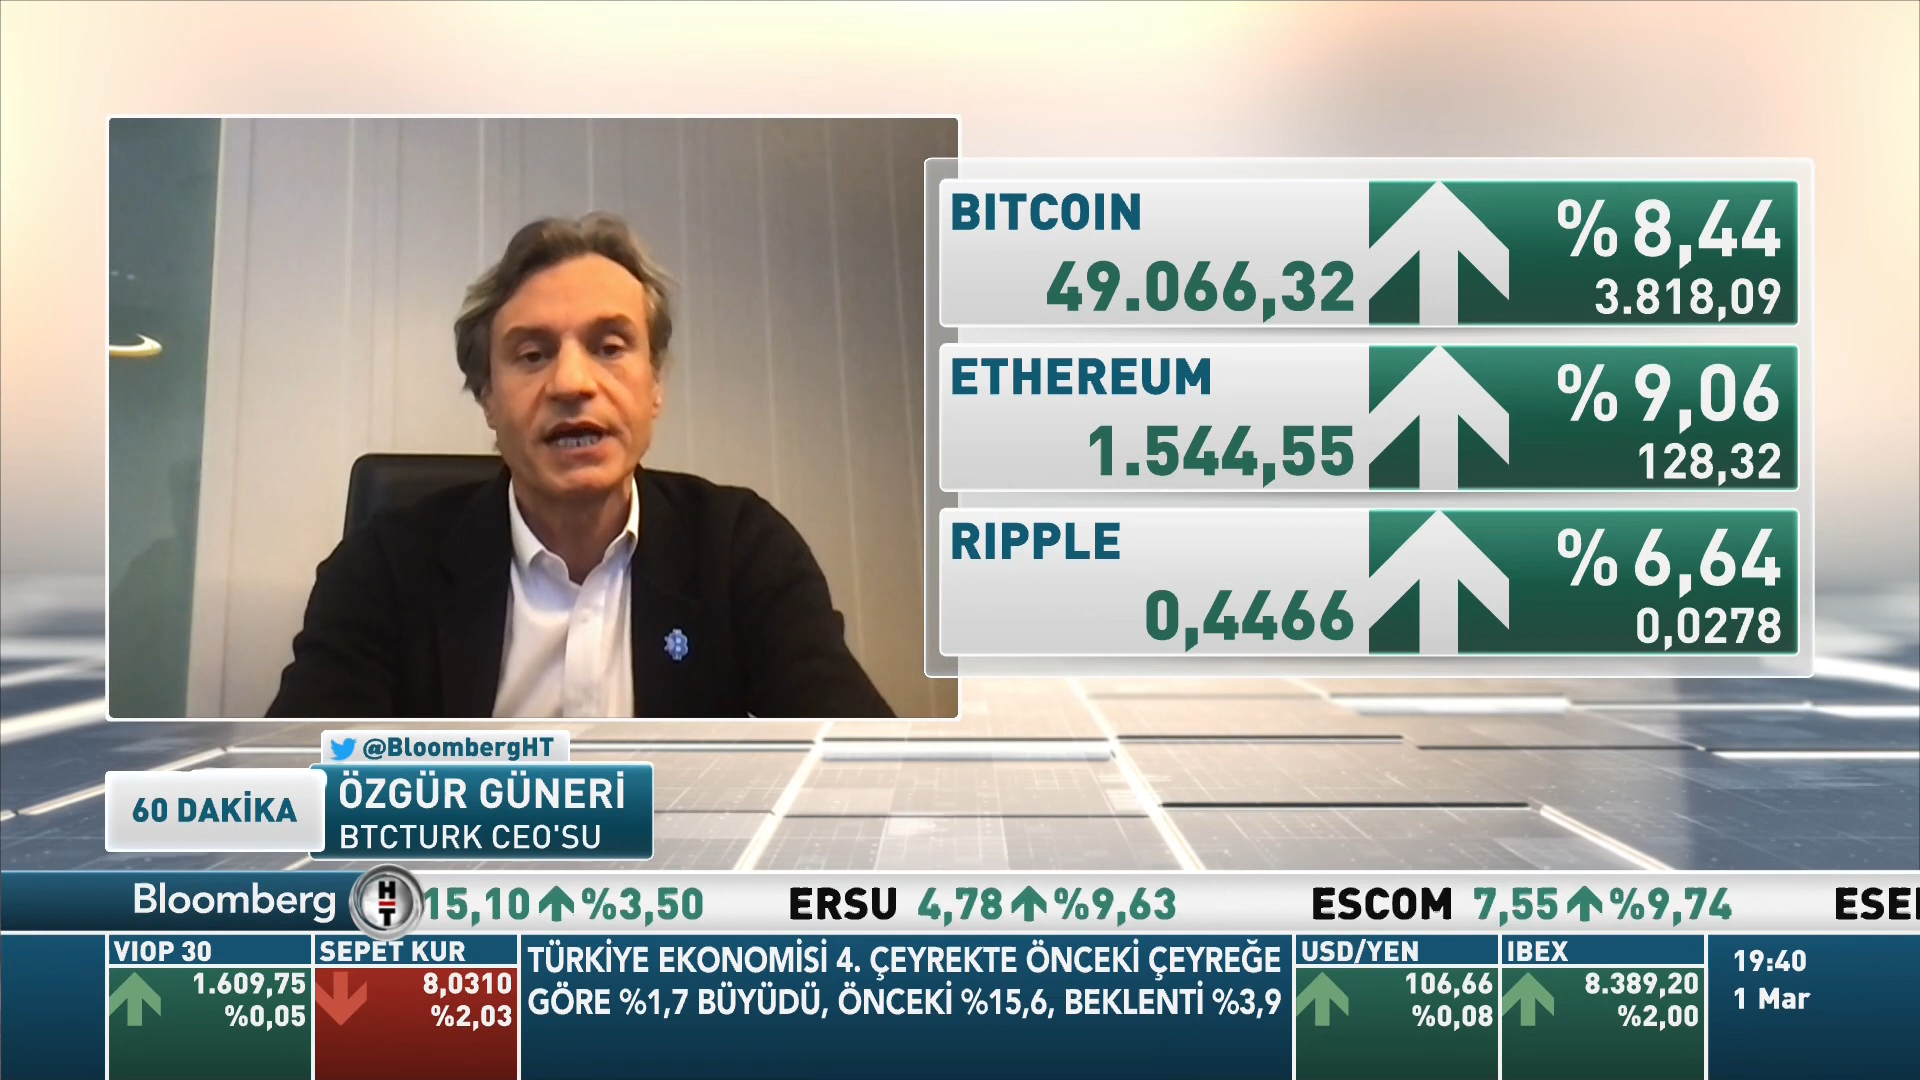 BITCOIN
49.066,32
%8,44
3.818,09
ETHEREUM
1.544,55
%9,06
128,32
RIPPLE
0,4466
%6,64
0,0278
@BloombergHT
60 DAKİKA
ÖZGÜR GÜNERİ
BTCTURK CEO'SU
Bloomberg HT
15,10 %3,50 ERSU 4,78 %9,63 ESCOM 7,55 %9,74
VIOP 30
1.609,75
%0,05
SEPET KUR
8,0310
%2,03
TÜRKİYE EKONOMİSİ 4. ÇEYREKTE ÖNCEKİ ÇEYREĞE
GÖRE %1,7 BÜYÜDÜ, ÖNCEKİ %15,6, BEKLENTİ %3,9
USD/YEN
106,66
%0,08
IBEX
8.389,20
%2,00
19:40
1 Mar